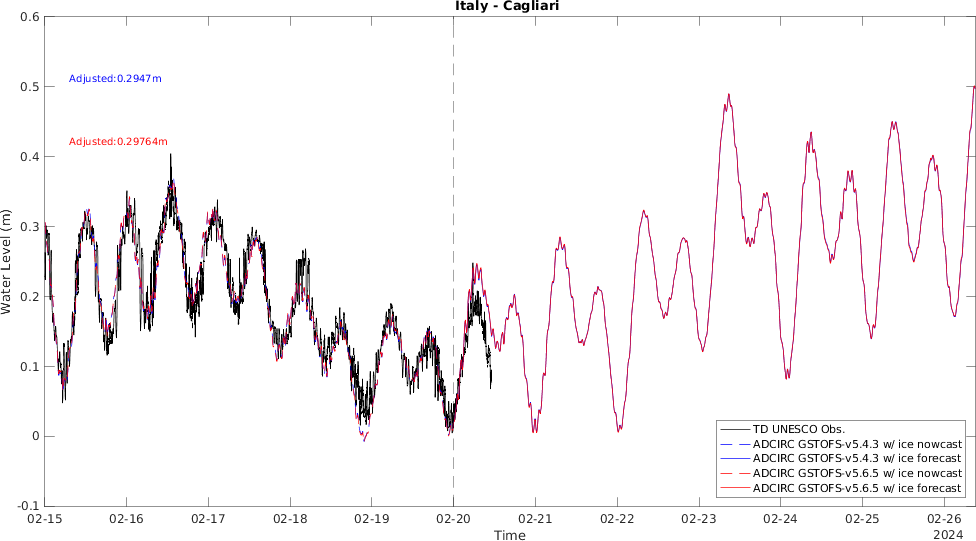 Italy - Cagliari
0.6
0.5
0.4
0.3
0.2
0.1
0
-0.1
Water Level (m)
Adjusted:0.2947m
Adjusted:0.29764m
TD UNESCO Obs.
ADCIRC GSTOFS-v5.4.3 w/ ice nowcast
ADCIRC GSTOFS-v5.4.3 w/ ice forecast
ADCIRC GSTOFS-v5.6.5 w/ ice nowcast
ADCIRC GSTOFS-v5.6.5 w/ ice forecast
02-15 02-16 02-17 02-18 02-19 02-20 02-21 02-22 02-23 02-24 02-25 02-26
Time
2024